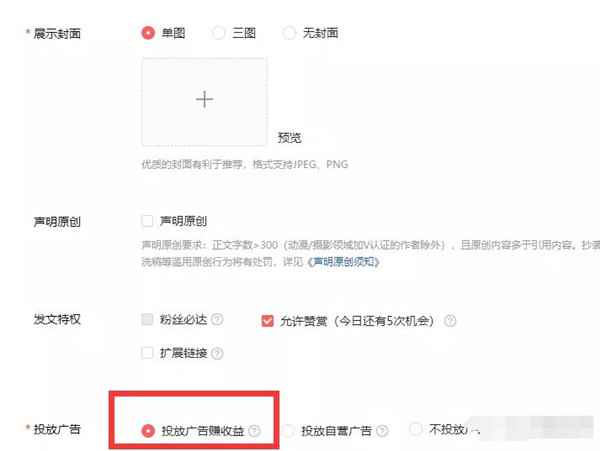 * 展示封面 单图 三图 无封面
预览
优质的封面有利于推荐，格式支持JPEG、PNG
声明原创 声明原创
声明原创要求：正文字数>300（动漫/摄影领域加V认证的作者除外），且原创内容多于引用内容。抄袭
洗稿等滥用原创行为将有处罚，详见《声明原创须知》
发文特权 粉丝必达 ? 允许赞赏（今日还有5次机会） ?
扩展链接 ?
* 投放广告 投放广告赚收益 ? 投放自营广告 ? 不投放